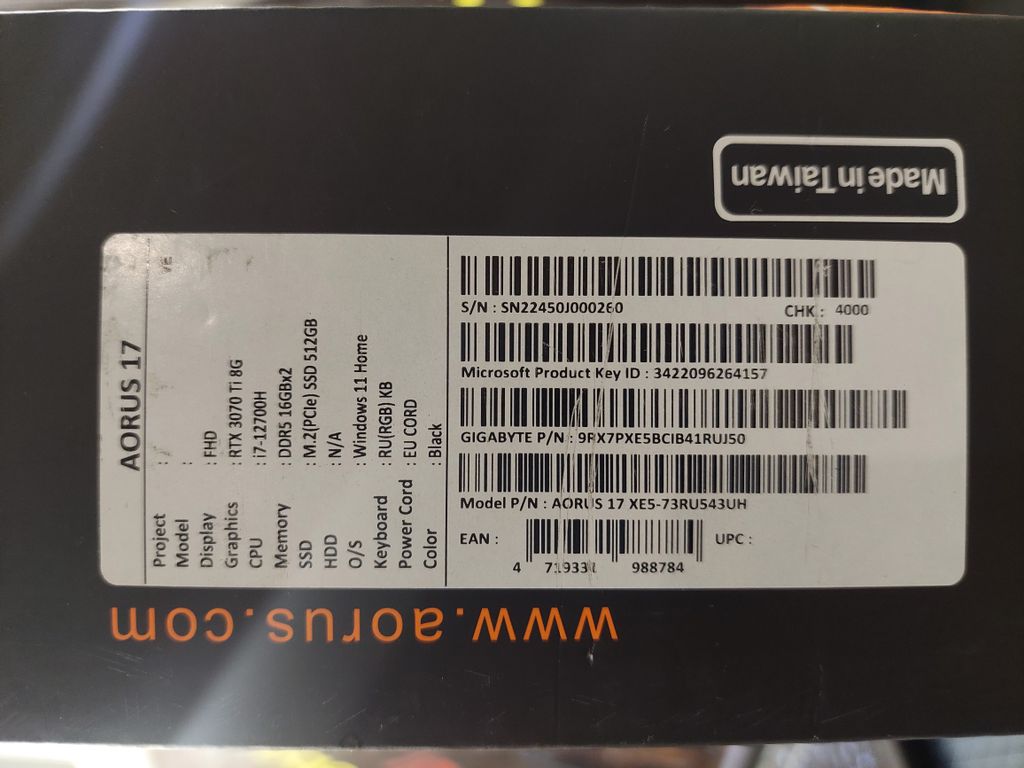 Made in Taiwan
AORUS 17
Project :
Model :
Display : FHD
Graphics : RTX 3070 Ti 8G
CPU : i7-12700H
Memory : DDR5 16GBx2
SSD : M.2(PCIe) SSD 512GB
HDD : N/A
O/S : Windows 11 Home
Keyboard : RU(RGB) KB
Power Cord : EU CORD
Color : Black
S/N : SN22450J000260 CHK : 4000
Microsoft Product Key ID : 3422096264157
GIGABYTE P/N : 9RX7PXE5BCIB41RUJ50
Model P/N : AORUS 17 XE5-73RU543UH
EAN : UPC :
4 719331 988784
www.aorus.com